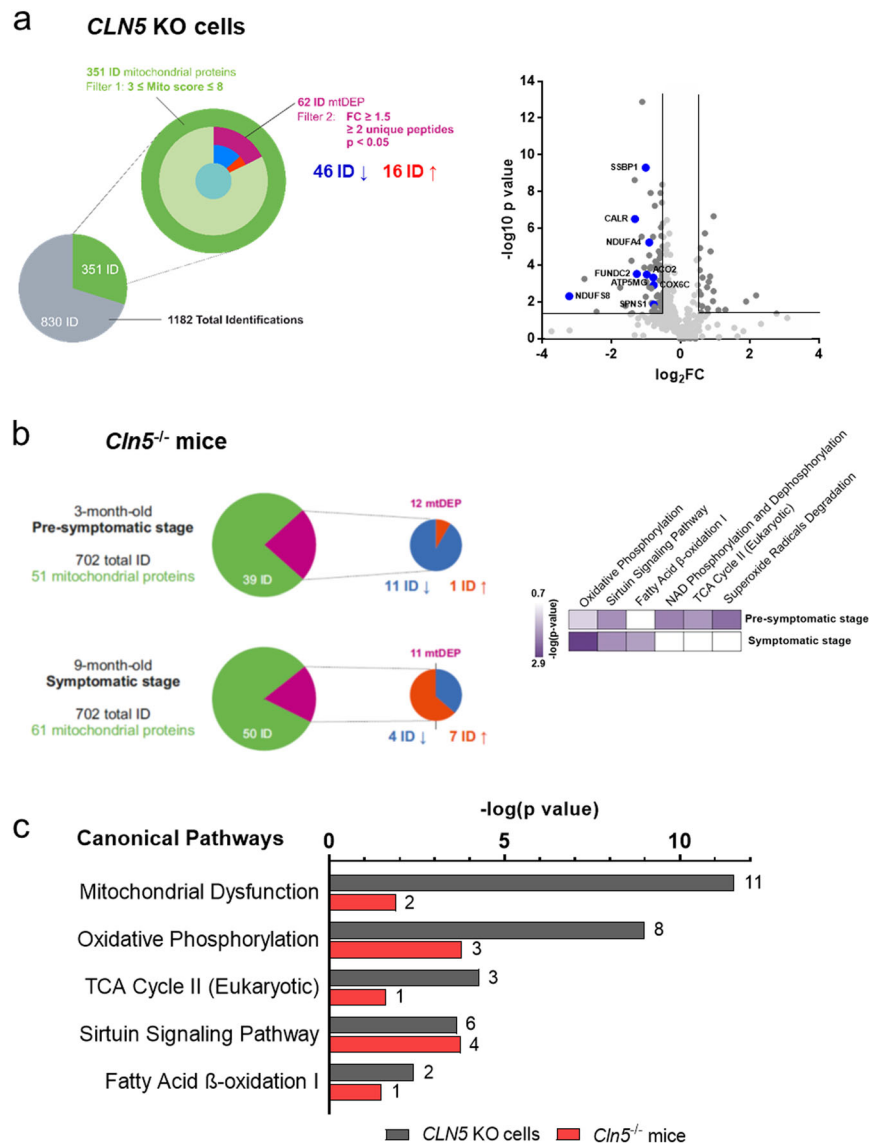 a
CLN5 KO cells
351 ID mitochondrial proteins
Filter 1: 3 ≤ Mito score ≤ 8
62 ID mtDEP
Filter 2: FC ≥ 1.5
≥ 2 unique peptides
p < 0.05
46 ID ↓ 16 ID ↑
351 ID
830 ID
1182 Total Identifications
-log10 p value
14
12
10
8
6
4
2
0
SSBP1
CALR
NDUFA4
FUNDC2
ACO2
ATP5MG
COX6C
NDUFS8
SPNS1
-4 -2 0 2 4
log2FC
b
Cln5-/- mice
3-month-old
Pre-symptomatic stage
702 total ID
51 mitochondrial proteins
39 ID
12 mtDEP
11 ID ↓ 1 ID ↑
9-month-old
Symptomatic stage
702 total ID
61 mitochondrial proteins
50 ID
11 mtDEP
4 ID ↓ 7 ID ↑
Oxidative Phosphorylation
Sirtuin Signaling Pathway
Fatty Acid β-oxidation I
NAD Phosphorylation and Dephosphorylation
TCA Cycle II (Eukaryotic)
Superoxide Radicals Degradation
0.7
-log(p-value)
2.9
Pre-symptomatic stage
Symptomatic stage
c
-log(p value)
Canonical Pathways
0 5 10
Mitochondrial Dysfunction
11
2
Oxidative Phosphorylation
8
3
TCA Cycle II (Eukaryotic)
3
1
Sirtuin Signaling Pathway
6
4
Fatty Acid ß-oxidation I
2
1
CLN5 KO cells Cln5-/- mice